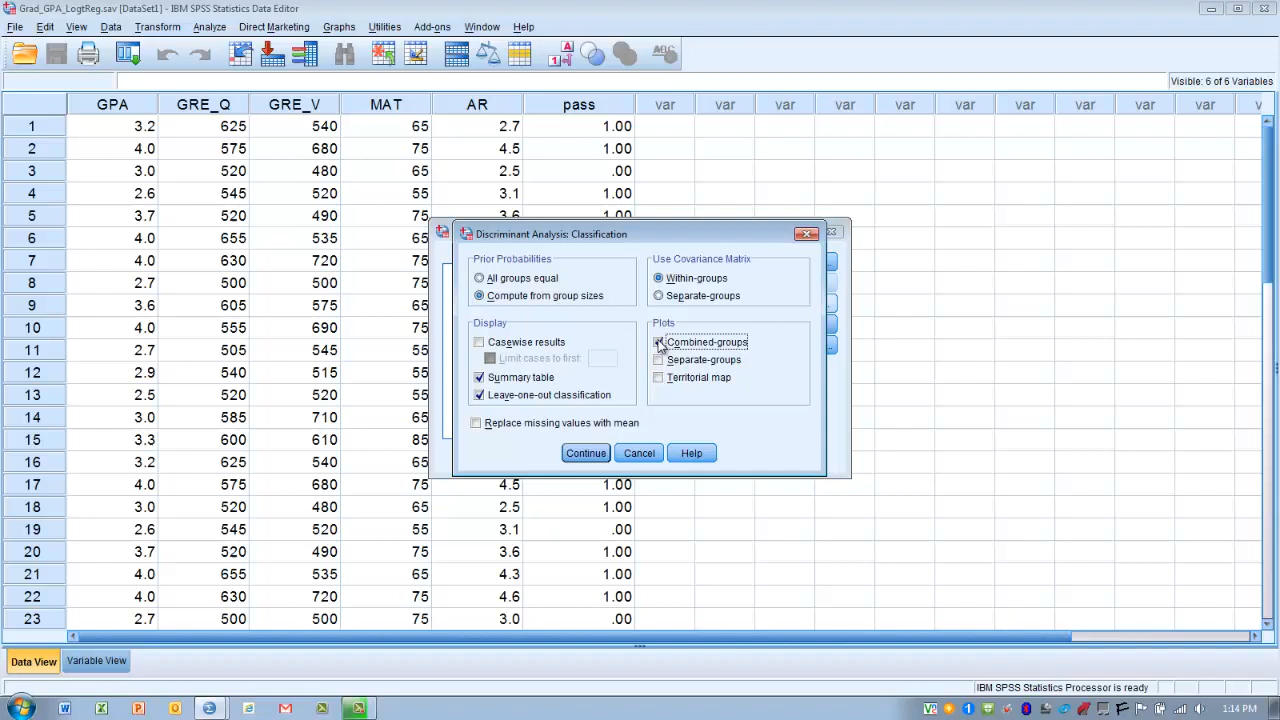 Grad_GPA_LogtReg.sav [DataSet1] - IBM SPSS Statistics Data Editor
File Edit View Data Transform Analyze Direct Marketing Graphs Utilities Add-ons Window Help
Visible: 6 of 6 Variables
GPA GRE_Q GRE_V MAT AR pass var var var var var var var var var var v
1 3.2 625 540 65 2.7 1.00
2 4.0 575 680 75 4.5 1.00
3 3.0 520 480 65 2.5 .00
4 2.6 545 520 55 3.1 1.00
5 3.7 520 490 75 3.6 1.00
6 4.0 655 535 65
7 4.0 630 720 75
8 2.7 500 500 75
9 3.6 605 575 65
10 4.0 555 690 75
11 2.7 505 545 55
12 2.9 540 515 55
13 2.5 520 520 55
14 3.0 585 710 65
15 3.3 600 610 85
16 3.2 625 540 65
17 4.0 575 680 75 4.5 1.00
18 3.0 520 480 65 2.5 1.00
19 2.6 545 520 55 3.1 .00
20 3.7 520 490 75 3.6 1.00
21 4.0 655 535 65 4.3 1.00
22 4.0 630 720 75 4.6 1.00
23 2.7 500 500 75 3.0 .00
Discriminant Analysis: Classification
Prior Probabilities
All groups equal
Compute from group sizes
Use Covariance Matrix
Within-groups
Separate-groups
Display
Casewise results
Limit cases to first:
Summary table
Leave-one-out classification
Plots
Combined-groups
Separate-groups
Territorial map
Replace missing values with mean
Continue Cancel Help
Data View Variable View
IBM SPSS Statistics Processor is ready
1:14 PM